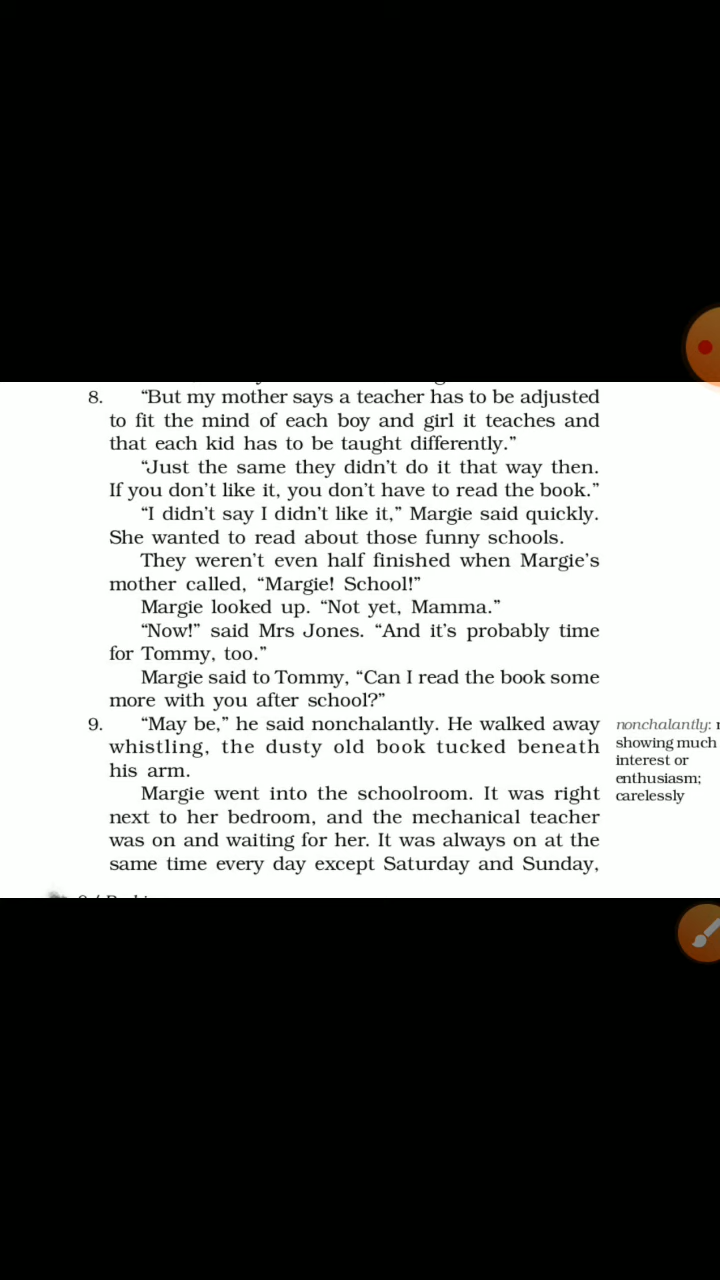 8. “But my mother says a teacher has to be adjusted
to fit the mind of each boy and girl it teaches and
that each kid has to be taught differently.”
“Just the same they didn’t do it that way then.
If you don’t like it, you don’t have to read the book.”
“I didn’t say I didn’t like it,” Margie said quickly.
She wanted to read about those funny schools.
They weren’t even half finished when Margie’s
mother called, “Margie! School!”
Margie looked up. “Not yet, Mamma.”
“Now!” said Mrs Jones. “And it’s probably time
for Tommy, too.”
Margie said to Tommy, “Can I read the book some
more with you after school?”
9. “May be,” he said nonchalantly. He walked away
whistling, the dusty old book tucked beneath
his arm.
Margie went into the schoolroom. It was right
next to her bedroom, and the mechanical teacher
was on and waiting for her. It was always on at the
same time every day except Saturday and Sunday,
nonchalantly:
showing much
interest or
enthusiasm;
carelessly